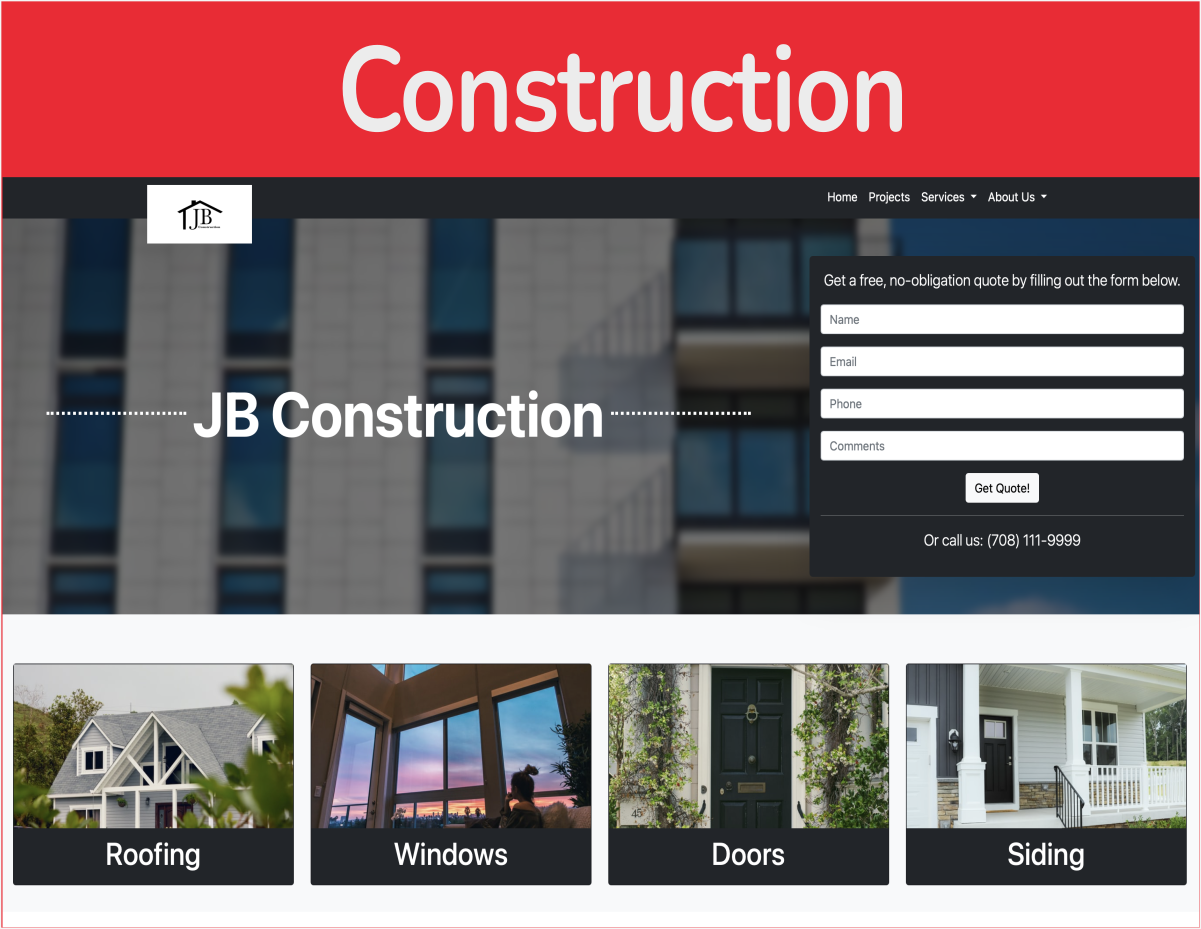 Construction
JB
Home Projects Services About Us
Get a free, no-obligation quote by filling out the form below.
Name
Email
Phone
Comments
Get Quote!
Or call us: (708) 111-9999
JB Construction
45
Roofing
Windows
Doors
Siding